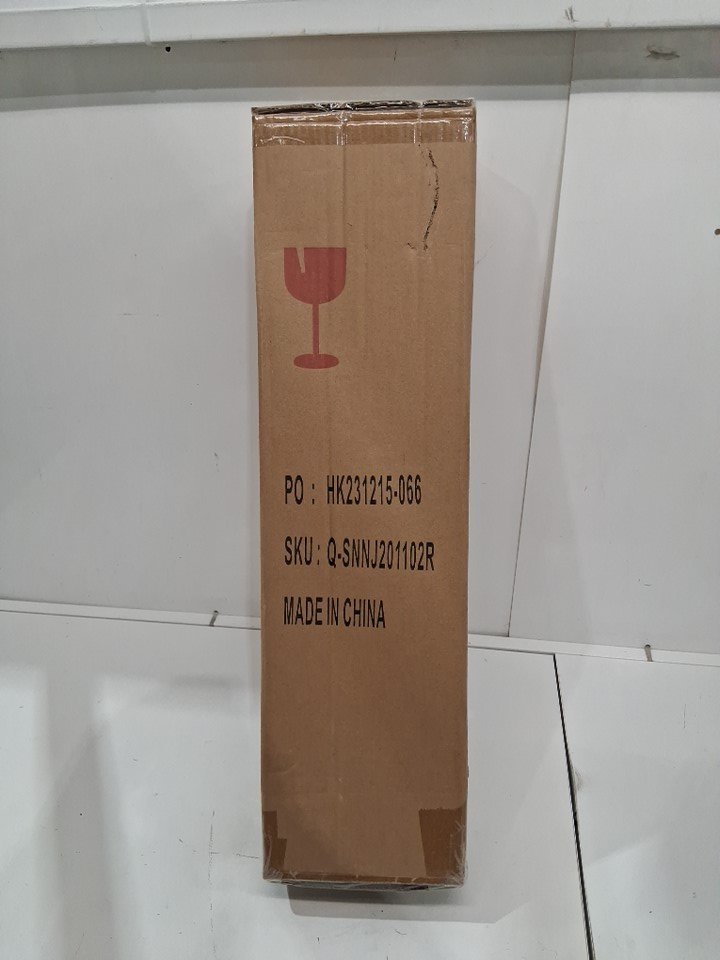 PO : HK231215-066
SKU : Q-SNNJ201102R
MADE IN CHINA